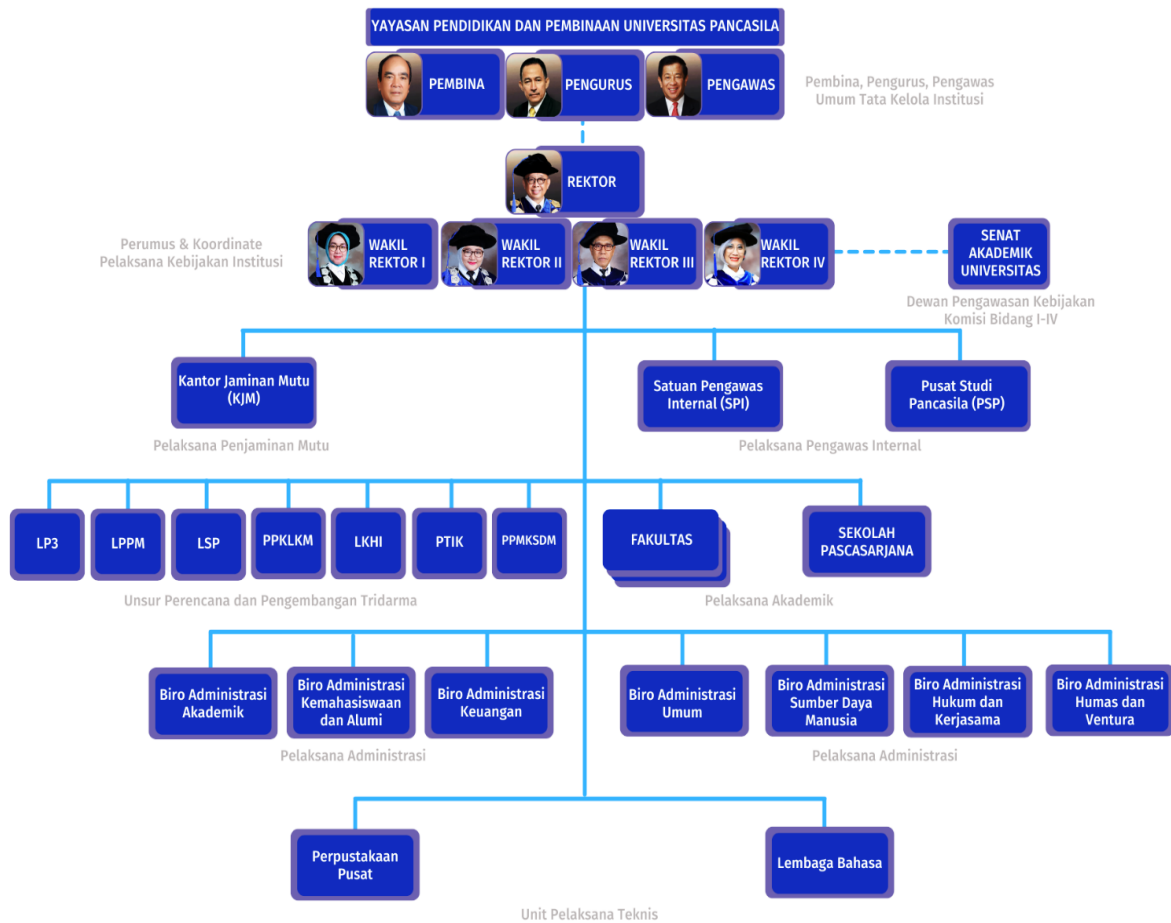 YAYASAN PENDIDIKAN DAN PEMBINAAN UNIVERSITAS PANCASILA
PEMBINA
PENGURUS
PENGAWAS
Pembina, Pengurus, Pengawas
Umum Tata Kelola Institusi
REKTOR
Perumus & Koordinate
Pelaksana Kebijakan Institusi
WAKIL
REKTOR I
WAKIL
REKTOR II
WAKIL
REKTOR III
WAKIL
REKTOR IV
SENAT
AKADEMIK
UNIVERSITAS
Dewan Pengawasan Kebijakan
Komisi Bidang I-IV
Kantor Jaminan Mutu
(KJM)
Satuan Pengawas
Internal (SPI)
Pusat Studi
Pancasila (PSP)
Pelaksana Penjaminan Mutu
Pelaksana Pengawas Internal
LP3
LPPM
LSP
PPKLKM
LKHI
PTIK
PPMKSDM
FAKULTAS
SEKOLAH
PASCASARJANA
Unsur Perencana dan Pengembangan Tridarma
Pelaksana Akademik
Biro Administrasi
Akademik
Biro Administrasi
Kemahasiswaan
dan Alumi
Biro Administrasi
Keuangan
Biro Administrasi
Umum
Biro Administrasi
Sumber Daya
Manusia
Biro Administrasi
Hukum dan
Kerjasama
Biro Administrasi
Humas dan
Ventura
Pelaksana Administrasi
Pelaksana Administrasi
Perpustakaan
Pusat
Lembaga Bahasa
Unit Pelaksana Teknis